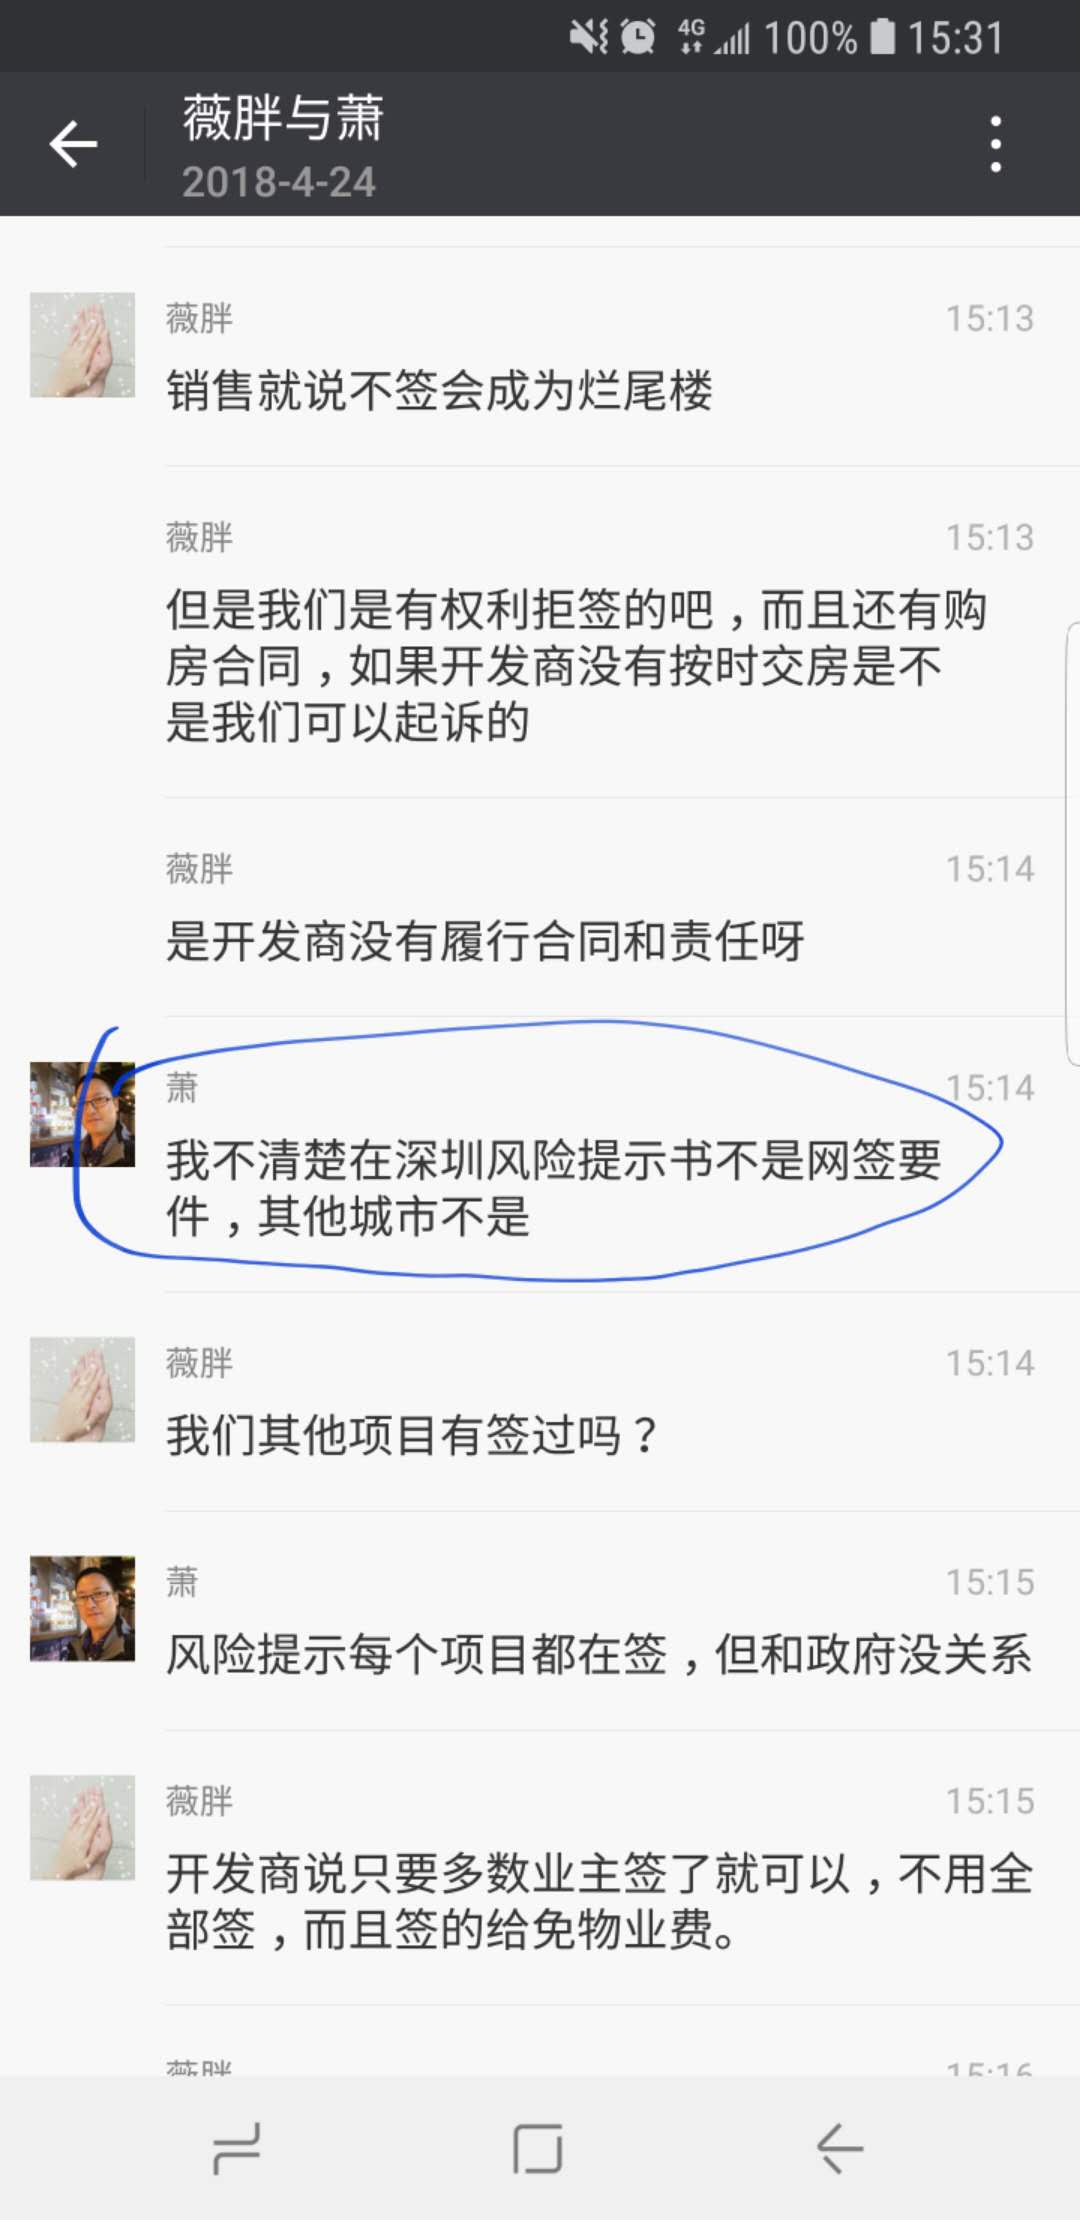 4G 100% 15:31
薇胖与萧
2018-4-24
薇胖 15:13
销售就说不签会成为烂尾楼
薇胖 15:13
但是我们是有权利拒签的吧，而且还有购
房合同，如果开发商没有按时交房是不
是我们可以起诉的
薇胖 15:14
是开发商没有履行合同和责任呀
萧 15:14
我不清楚在深圳风险提示书不是网签要
件，其他城市不是
薇胖 15:14
我们其他项目有签过吗？
萧 15:15
风险提示每个项目都在签，但和政府没关系
薇胖 15:15
开发商说只要多数业主签了就可以，不用全
部签，而且签的给免物业费。
薇胖 15:16